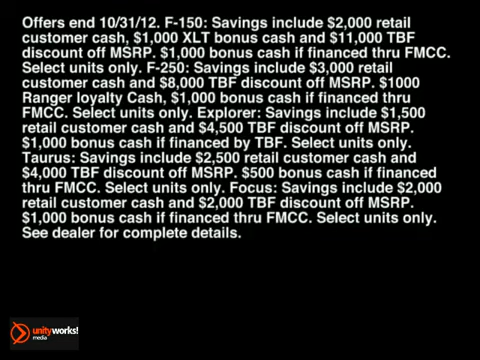 Offers end 10/31/12. F-150: Savings include $2,000 retail
customer cash, $1,000 XLT bonus cash and $11,000 TBF
discount off MSRP. $1,000 bonus cash if financed thru FMCC.
Select units only. F-250: Savings include $3,000 retail
customer cash and $8,000 TBF discount off MSRP. $1000
Ranger loyalty Cash, $1,000 bonus cash if financed thru
FMCC. Select units only. Explorer: Savings include $1,500
retail customer cash and $4,500 TBF discount off MSRP.
$1,000 bonus cash if financed by TBF. Select units only.
Taurus: Savings include $2,500 retail customer cash and
$4,000 TBF discount off MSRP. $500 bonus cash if financed
thru FMCC. Select units only. Focus: Savings include $2,000
retail customer cash and $2,000 TBF discount off MSRP.
$1,000 bonus cash if financed thru FMCC. Select units only.
See dealer for complete details.
unityworks!
media